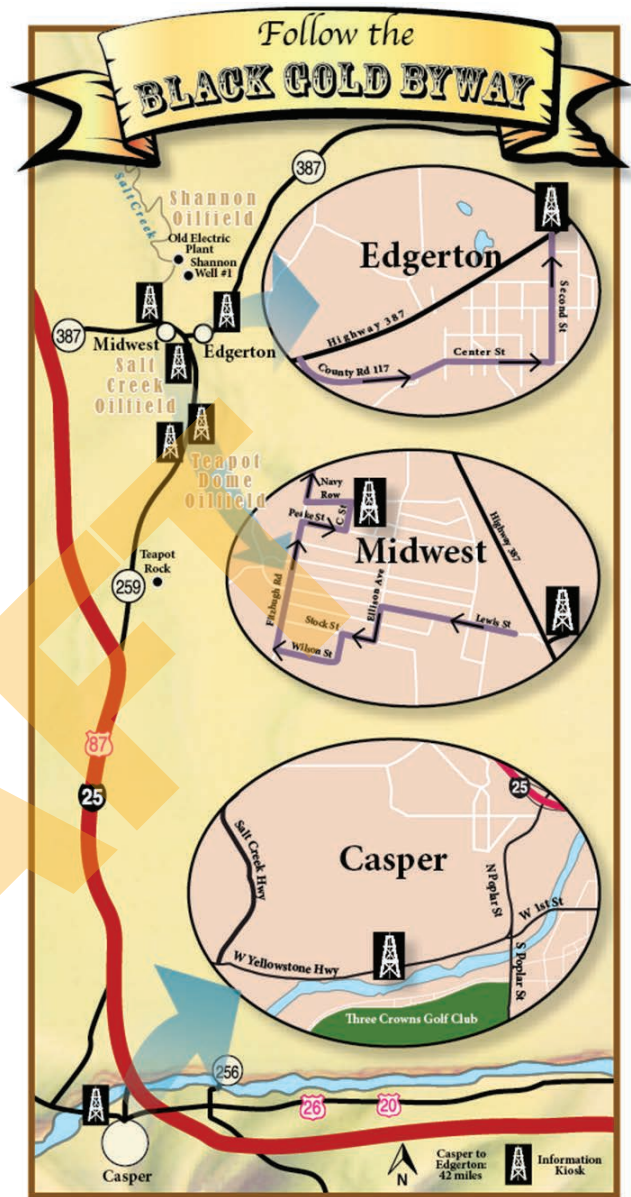 Follow the
BLACK GOLD BYWAY
387
Salt Creek
Shannon
Oilfield
Old Electric
Plant
Shannon
Well #1
387
Midwest
Edgerton
Salt
Creek
Oilfield
Teapot
Dome
Oilfield
Teapot
Rock
259
87
25
Edgerton
Highway 387
Second St
Center St
County Rd 117
Navy
Row
Peake St
C St
Midwest
Highway 387
Fitzhugh Rd
Ellison Ave
Stock St
Lewis St
Wilson St
25
Salt Creek Hwy
Casper
N Poplar St
W 1st St
W Yellowstone Hwy
S Poplar St
Three Crowns Golf Club
256
26
20
Casper
N
Casper to
Edgerton:
42 miles
Information
Kiosk